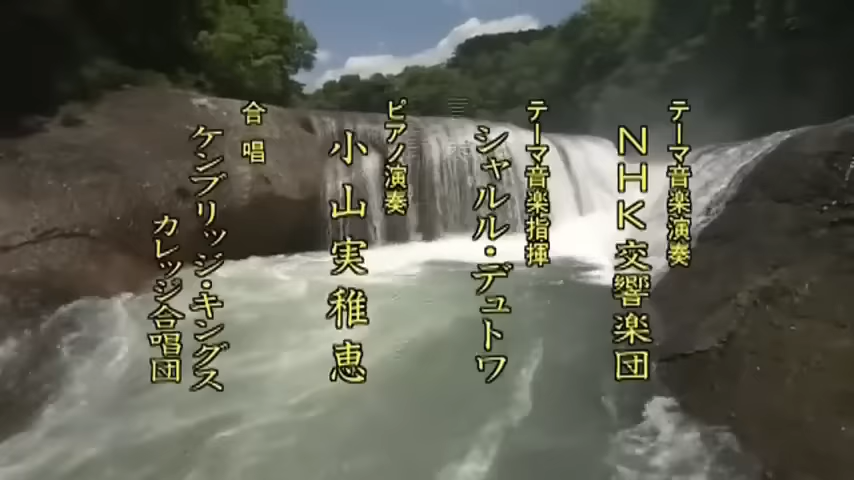 テーマ音楽演奏
NHK交響楽団
テーマ音楽指揮
シャルル・デュトワ
ピアノ演奏
小山実稚恵
合唱
ケンブリッジ・キングス
カレッジ合唱団